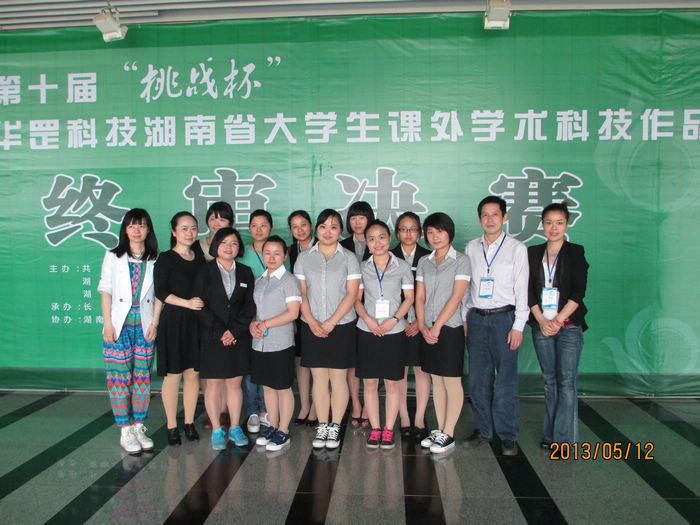 第十届 “挑战杯”
华罡科技湖南省大学生课外学术科技作品
终审决赛
主办：共
湖
湖
承办：长
协办：湖南
2013/05/12